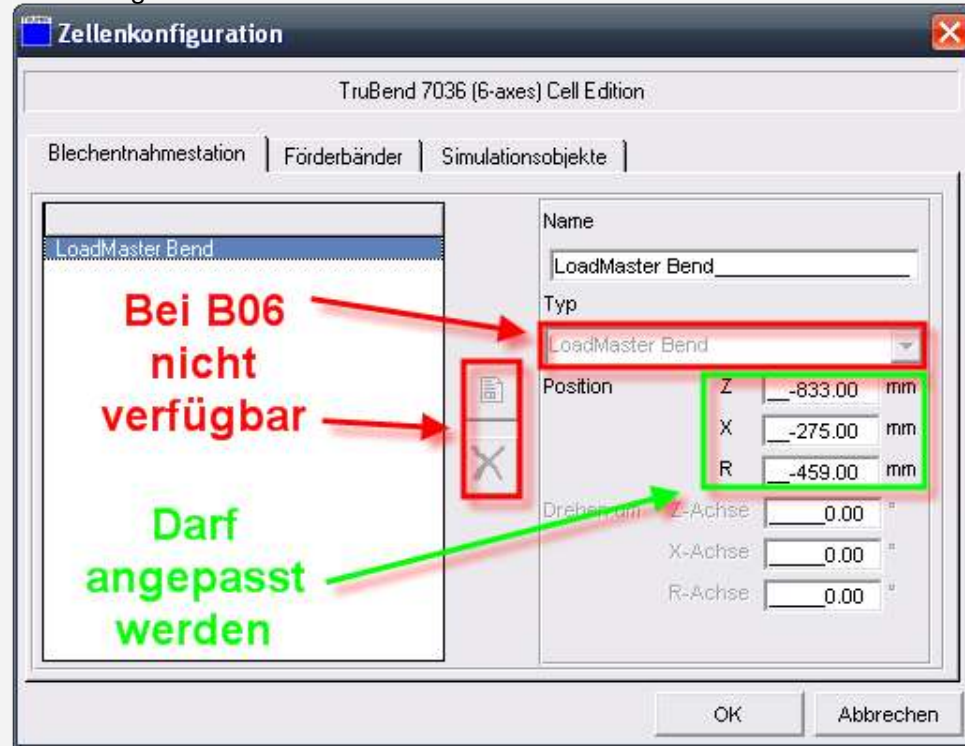 Zellenkonfiguration
TruBend 7036 (6-axes) Cell Edition
Blechentnahmestation
Förderbänder
Simulationsobjekte
LoadMaster Bend
Bei B06
nicht
verfügbar
Darf
angepasst
werden
Name
LoadMaster Bend
Typ
LoadMaster Bend
Position Z -833.00 mm
X -275.00 mm
R -459.00 mm
Drehen um Z-Achse 0.00 °
X-Achse 0.00 °
R-Achse 0.00 °
OK
Abbrechen